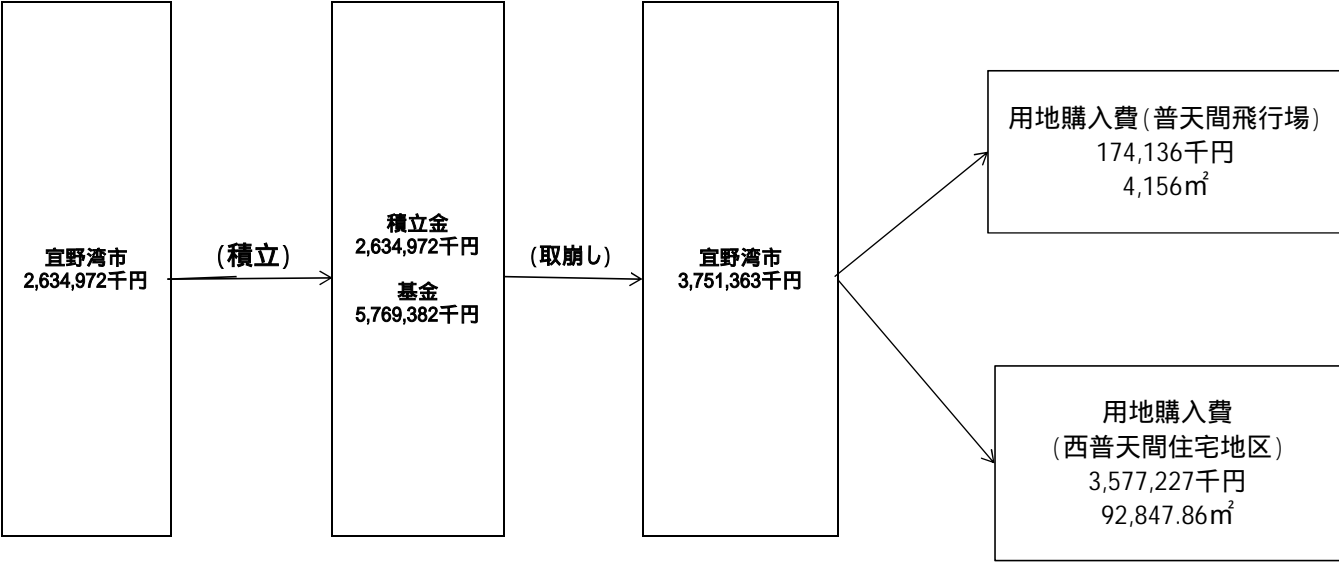 宜野湾市
2,634,972千円
(積立)
積立金
2,634,972千円
基金
5,769,382千円
(取崩し)
宜野湾市
3,751,363千円
用地購入費(普天間飛行場)
174,136千円
4,156㎡
用地購入費
(西普天間住宅地区)
3,577,227千円
92,847.86㎡